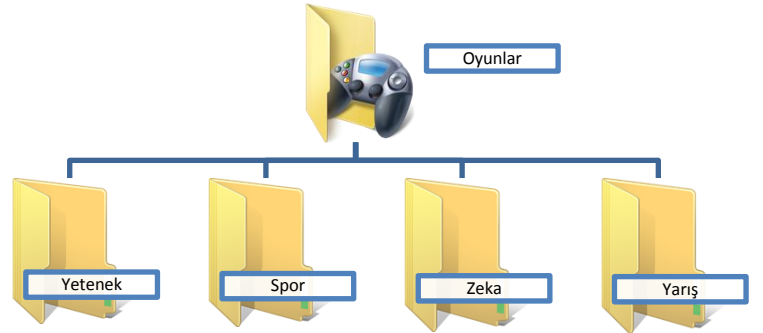 Oyunlar
Yetenek
Spor
Zeka
Yarış